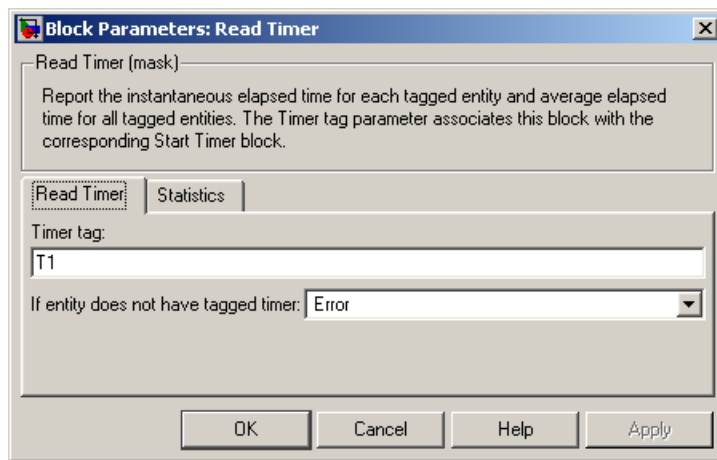 Block Parameters: Read Timer
Read Timer (mask)
Report the instantaneous elapsed time for each tagged entity and average elapsed
time for all tagged entities. The Timer tag parameter associates this block with the
corresponding Start Timer block.
Read Timer Statistics
Timer tag:
T1
If entity does not have tagged timer: Error
OK Cancel Help Apply